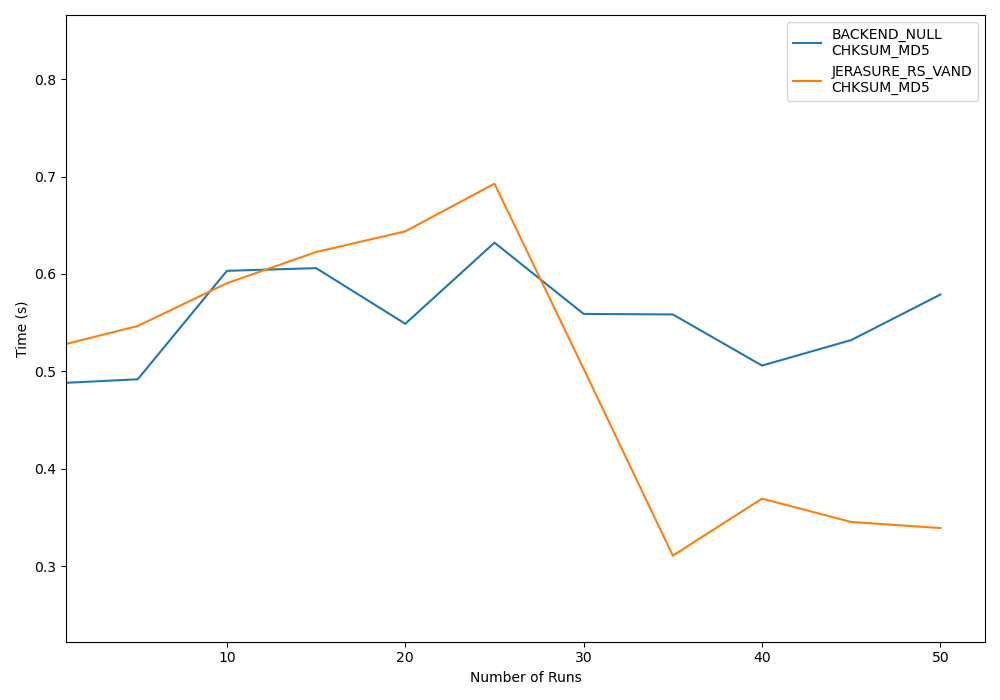 BACKEND_NULL
CHKSUM_MD5
JERASURE_RS_VAND
CHKSUM_MD5
0.8
0.7
0.6
0.5
0.4
0.3
Time (s)
10 20 30 40 50
Number of Runs